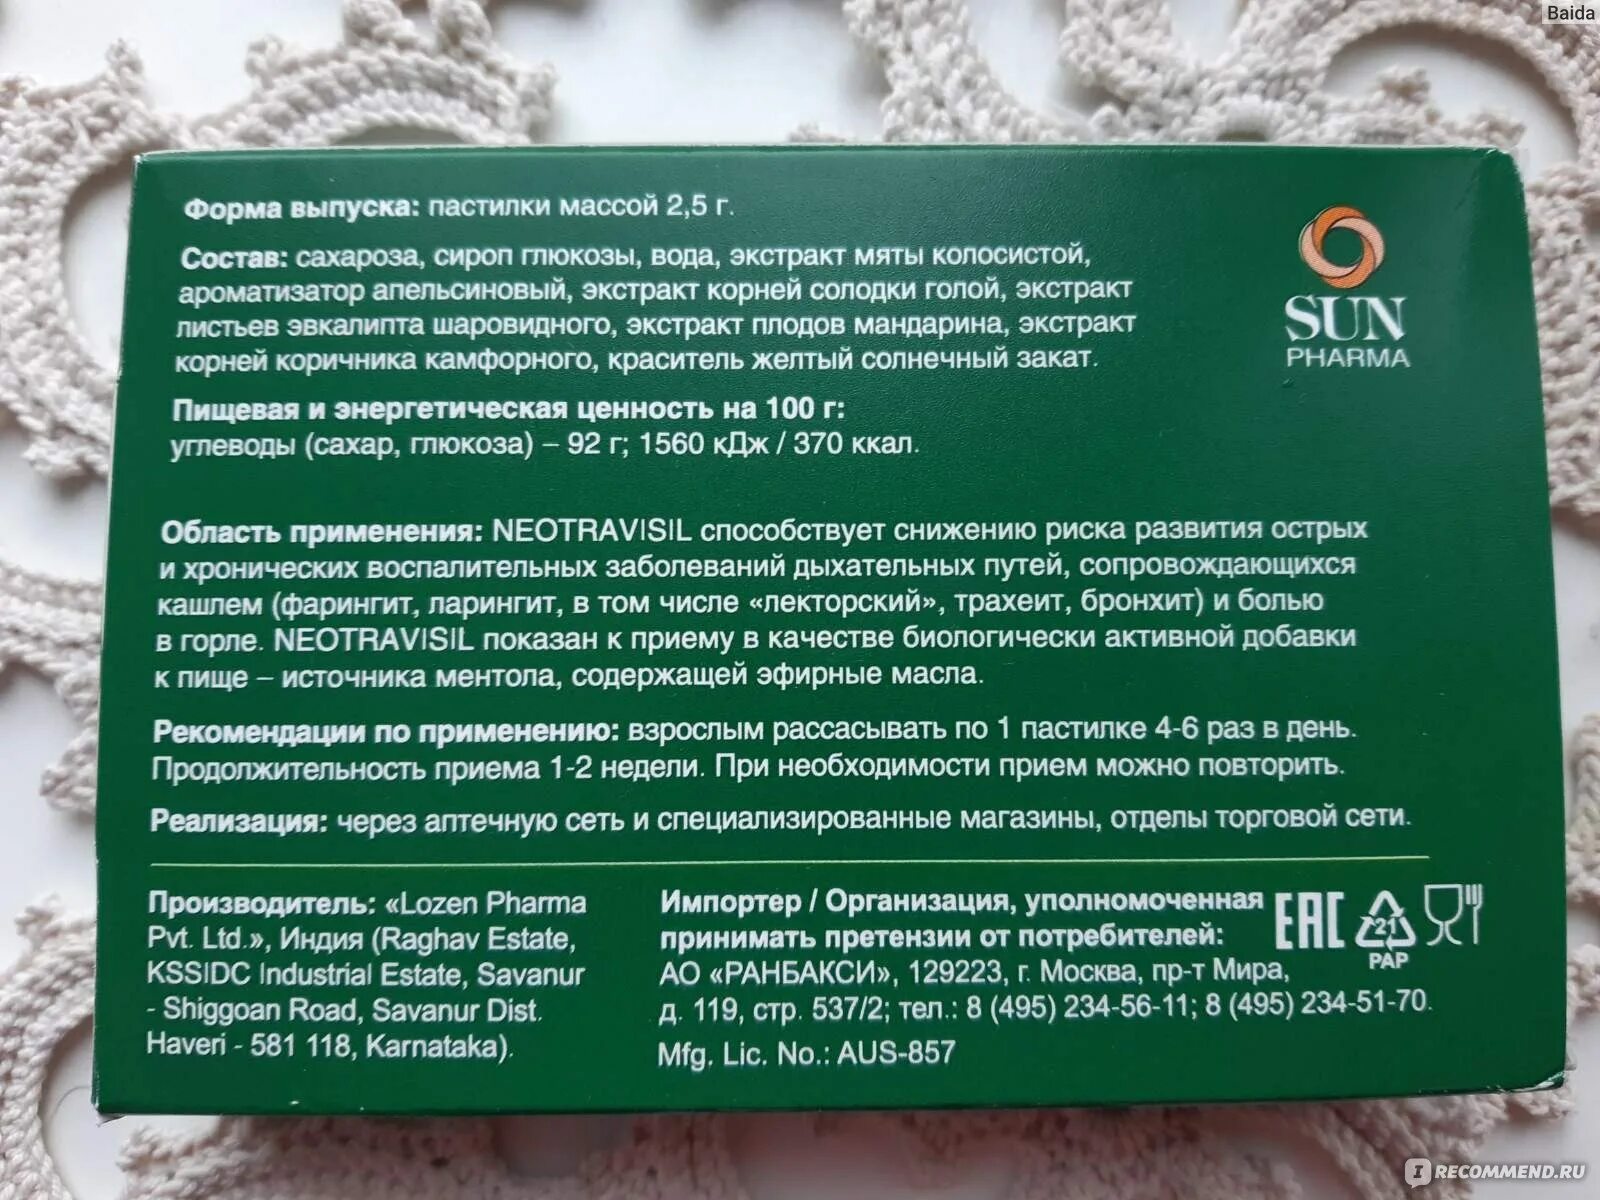 Baida
Форма выпуска: пастилки массой 2,5 г.
Состав: сахароза, сироп глюкозы, вода, экстракт мяты колосистой,
ароматизатор апельсиновый, экстракт корней солодки голой, экстракт
листьев эвкалипта шаровидного, экстракт плодов мандарина, экстракт
корней коричника камфорного, краситель желтый солнечный закат.
SUN
PHARMA
Пищевая и энергетическая ценность на 100 г:
углеводы (сахар, глюкоза) – 92 г; 1560 кДж / 370 ккал.
Область применения: NEOTRAVISIL способствует снижению риска развития острых
и хронических воспалительных заболеваний дыхательных путей, сопровождающихся
кашлем (фарингит, ларингит, в том числе «лекторский», трахеит, бронхит) и болью
в горле. NEOTRAVISIL показан к приему в качестве биологически активной добавки
к пище – источника ментола, содержащей эфирные масла.
Рекомендации по применению: взрослым рассасывать по 1 пастилке 4-6 раз в день.
Продолжительность приема 1-2 недели. При необходимости прием можно повторить.
Реализация: через аптечную сеть и специализированные магазины, отделы торговой сети.
Производитель: «Lozen Pharma
Pvt. Ltd.», Индия (Raghav Estate,
KSSIDC Industrial Estate, Savanur
- Shiggoan Road, Savanur Dist.
Haveri - 581 118, Karnataka).
Импортер / Организация, уполномоченная
принимать претензии от потребителей:
АО «РАНБАКСИ», 129223, г. Москва, пр-т Мира,
д. 119, стр. 537/2; тел.: 8 (495) 234-56-11; 8 (495) 234-51-70.
Mfg. Lic. No.: AUS-857
EAC
21
PAP
IRECOMMEND.RU